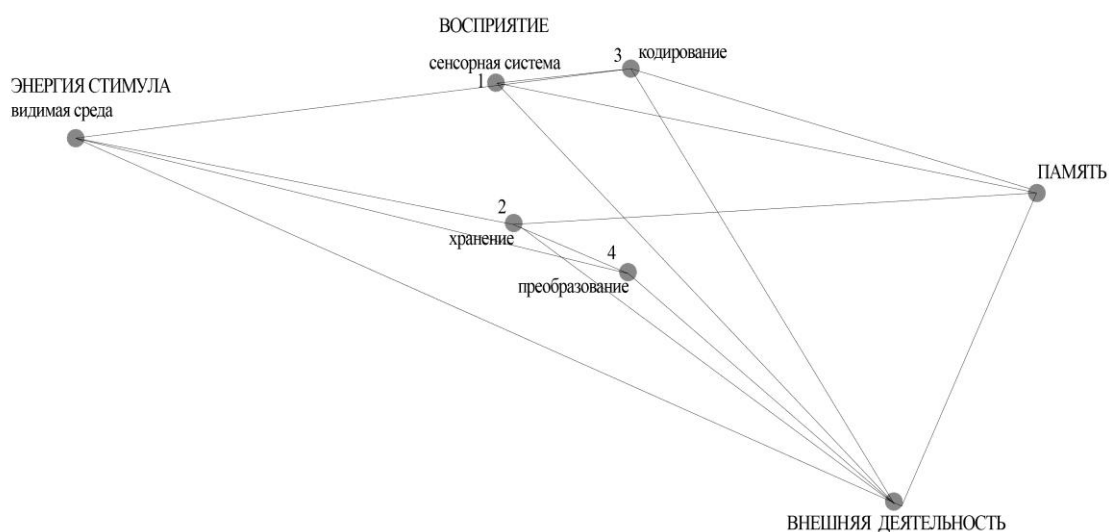 ВОСПРИЯТИЕ
сенсорная система
1
3
кодирование
ЭНЕРГИЯ СТИМУЛА
видимая среда
ПАМЯТЬ
2
хранение
4
преобразование
ВНЕШНЯЯ ДЕЯТЕЛЬНОСТЬ